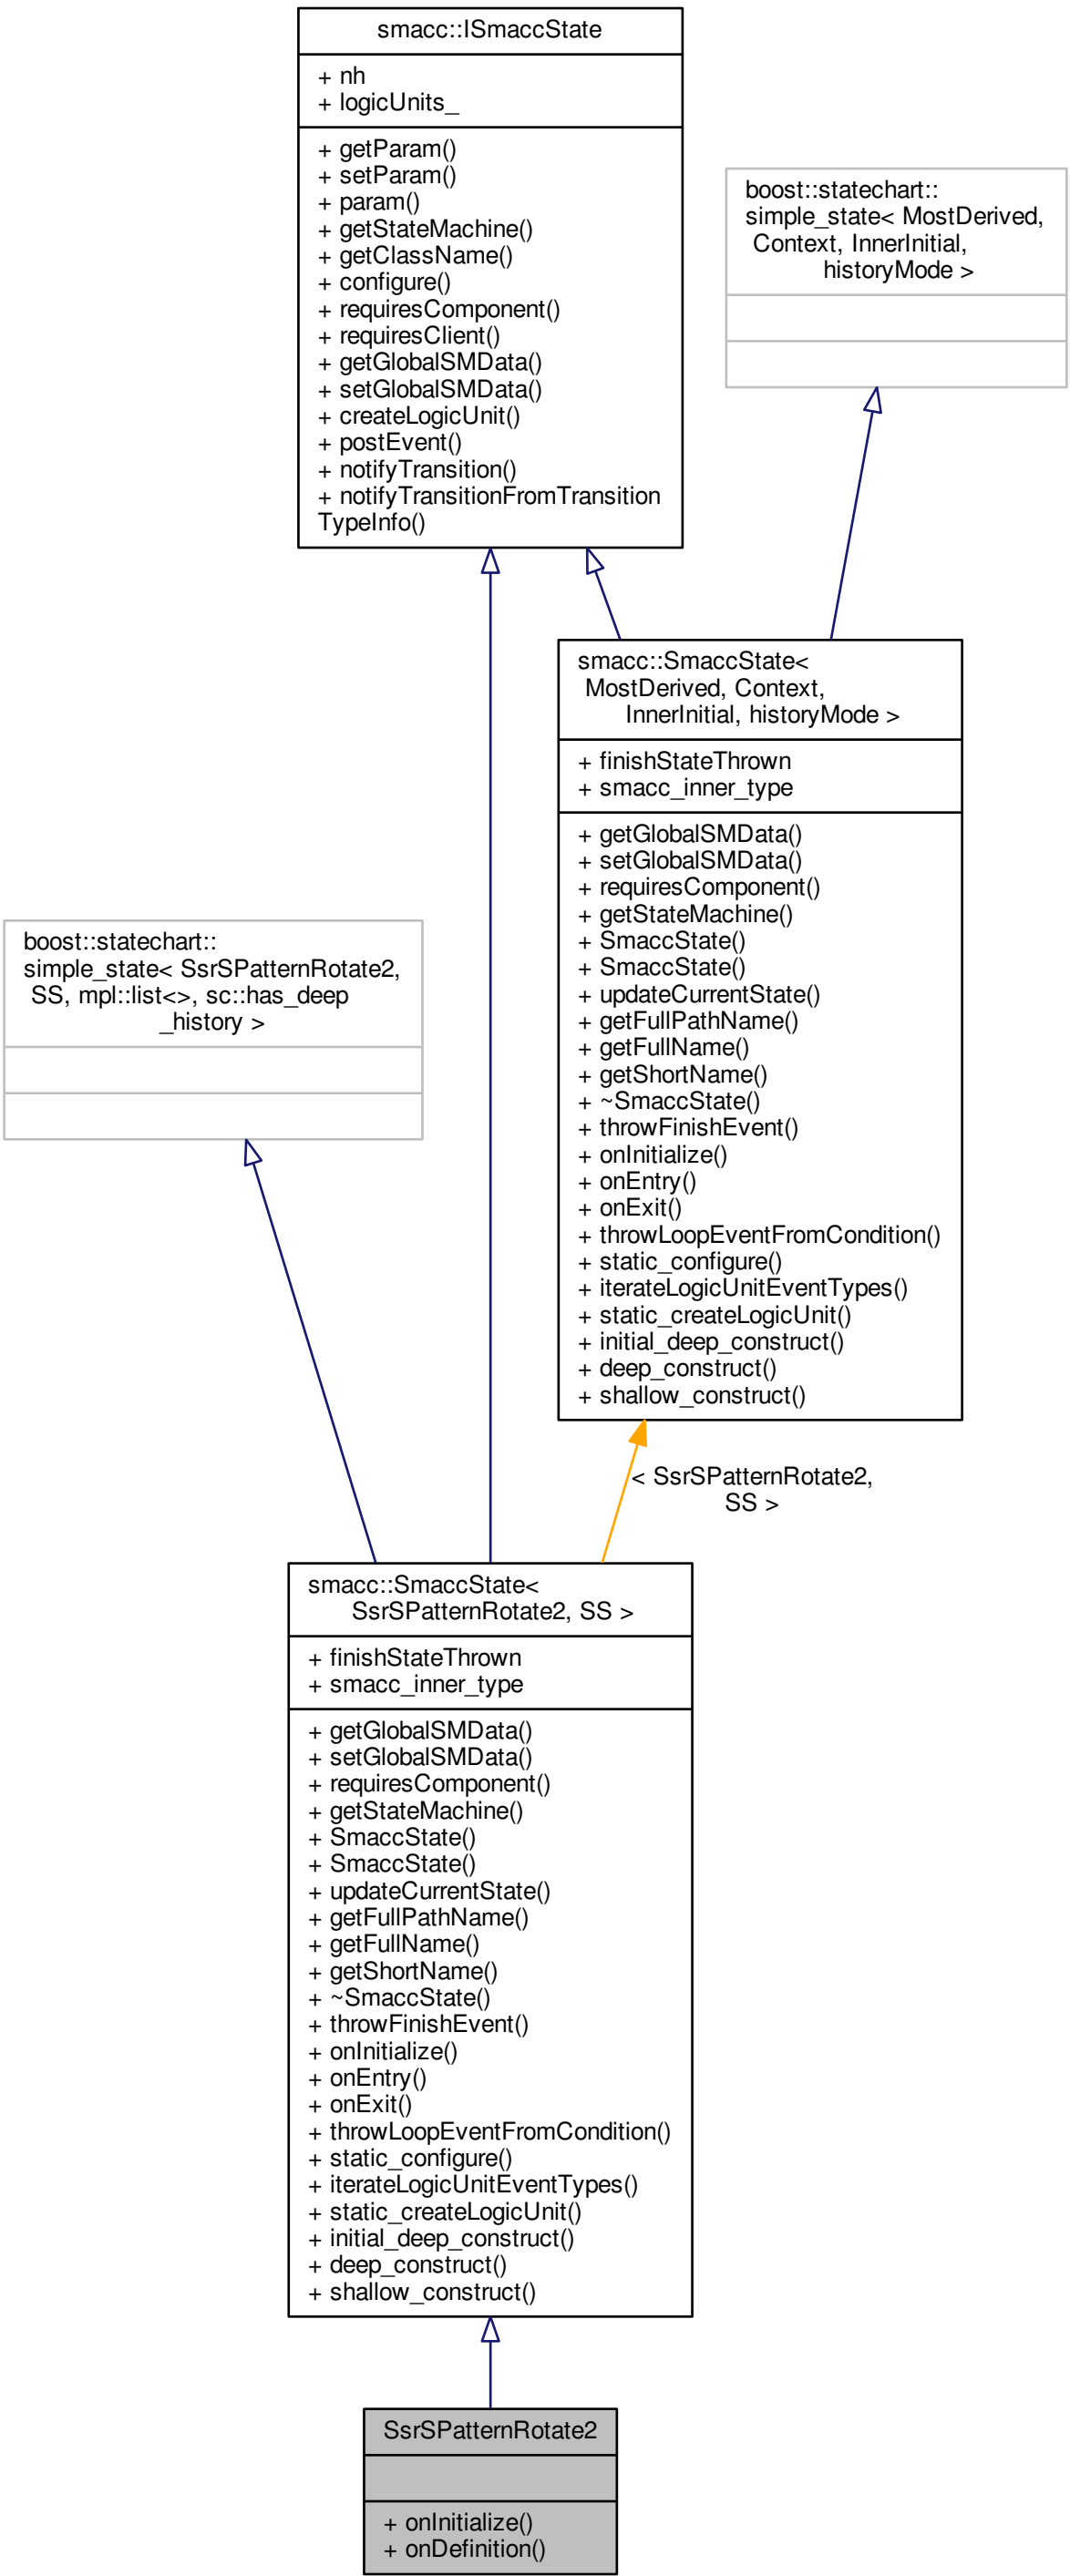 smacc::ISmaccState
+ nh
+ logicUnits_
+ getParam()
+ setParam()
+ param()
+ getStateMachine()
+ getClassName()
+ configure()
+ requiresComponent()
+ requiresClient()
+ getGlobalSMData()
+ setGlobalSMData()
+ createLogicUnit()
+ postEvent()
+ notifyTransition()
+ notifyTransitionFromTransition
TypeInfo()
boost::statechart::
simple_state< MostDerived,
Context, InnerInitial,
historyMode >
smacc::SmaccState<
MostDerived, Context,
InnerInitial, historyMode >
+ finishStateThrown
+ smacc_inner_type
+ getGlobalSMData()
+ setGlobalSMData()
+ requiresComponent()
+ getStateMachine()
+ SmaccState()
+ SmaccState()
+ updateCurrentState()
+ getFullPathName()
+ getFullName()
+ getShortName()
+ ~SmaccState()
+ throwFinishEvent()
+ onInitialize()
+ onEntry()
+ onExit()
+ throwLoopEventFromCondition()
+ static_configure()
+ iterateLogicUnitEventTypes()
+ static_createLogicUnit()
+ initial_deep_construct()
+ deep_construct()
+ shallow_construct()
boost::statechart::
simple_state< SsrSPatternRotate2,
SS, mpl::list<>, sc::has_deep
_history >
< SsrSPatternRotate2,
SS >
smacc::SmaccState<
SsrSPatternRotate2, SS >
+ finishStateThrown
+ smacc_inner_type
+ getGlobalSMData()
+ setGlobalSMData()
+ requiresComponent()
+ getStateMachine()
+ SmaccState()
+ SmaccState()
+ updateCurrentState()
+ getFullPathName()
+ getFullName()
+ getShortName()
+ ~SmaccState()
+ throwFinishEvent()
+ onInitialize()
+ onEntry()
+ onExit()
+ throwLoopEventFromCondition()
+ static_configure()
+ iterateLogicUnitEventTypes()
+ static_createLogicUnit()
+ initial_deep_construct()
+ deep_construct()
+ shallow_construct()
SsrSPatternRotate2
+ onInitialize()
+ onDefinition()